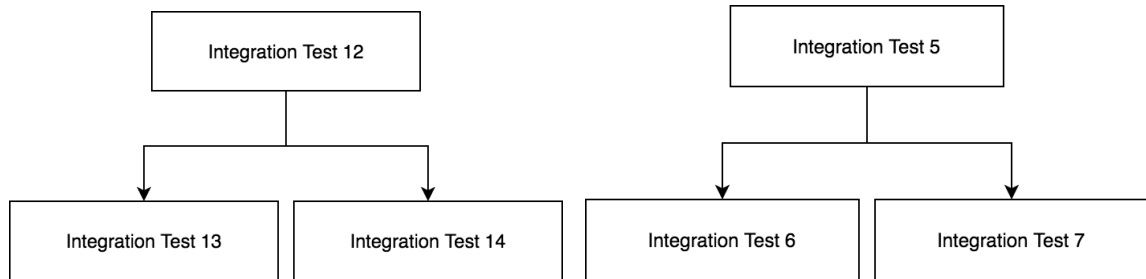 Integration Test 12
Integration Test 5
Integration Test 13
Integration Test 14
Integration Test 6
Integration Test 7